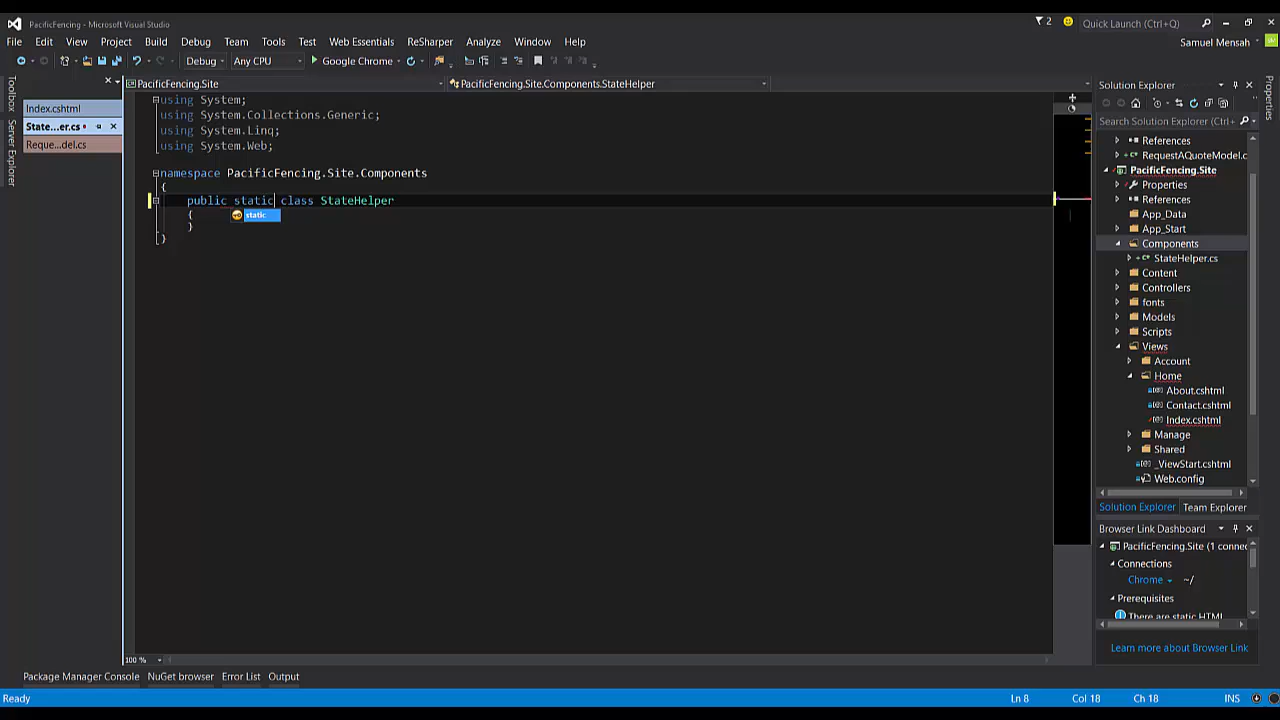 PacificFencing - Microsoft Visual Studio
2
Quick Launch (Ctrl+Q)
File Edit View Project Build Debug Team Tools Test Web Essentials ReSharper Analyze Window Help
Samuel Mensah
Debug Any CPU Google Chrome
Toolbox
Server Explorer
Index.cshtml
State...er.cs
Reque...del.cs
PacificFencing.Site
PacificFencing.Site.Components.StateHelper
using System;
using System.Collections.Generic;
using System.Linq;
using System.Web;
namespace PacificFencing.Site.Components
{
public static class StateHelper
static
{
}
}
100 %
Solution Explorer
Search Solution Explorer
References
RequestAQuoteModel.c
PacificFencing.Site
Properties
References
App_Data
App_Start
Components
StateHelper.cs
Content
Controllers
fonts
Models
Scripts
Views
Account
Home
About.cshtml
Contact.cshtml
Index.cshtml
Manage
Shared
_ViewStart.cshtml
Web.config
Solution Explorer Team Explorer
Browser Link Dashboard
PacificFencing.Site (1 connec
Connections
Chrome ~/
Prerequisites
There are static HTML
Learn more about Browser Link
Properties
Package Manager Console NuGet browser Error List Output
Ready Ln 8 Col 18 Ch 18 INS